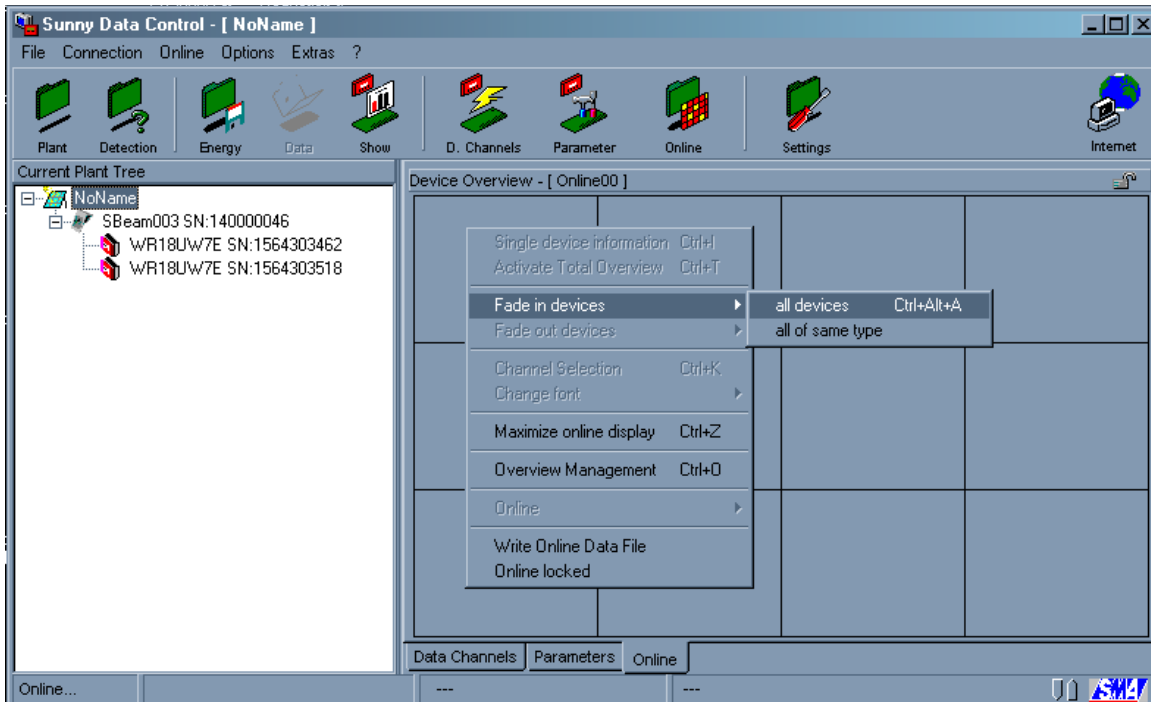 Sunny Data Control - [ NoName ]
File Connection Online Options Extras ?
Plant Detection Energy Data Show D. Channels Parameter Online Settings Internet
Current Plant Tree
NoName
SBeam003 SN:140000046
WR18UW7E SN:1564303462
WR18UW7E SN:1564303518
Device Overview - [ Online00 ]
Single device information Ctrl+I
Activate Total Overview Ctrl+T
Fade in devices
Fade out devices
Channel Selection Ctrl+K
Change font
Maximize online display Ctrl+Z
Overview Management Ctrl+O
Online
Write Online Data File
Online locked
all devices Ctrl+Alt+A
all of same type
Data Channels Parameters Online
Online... --- --- SMA